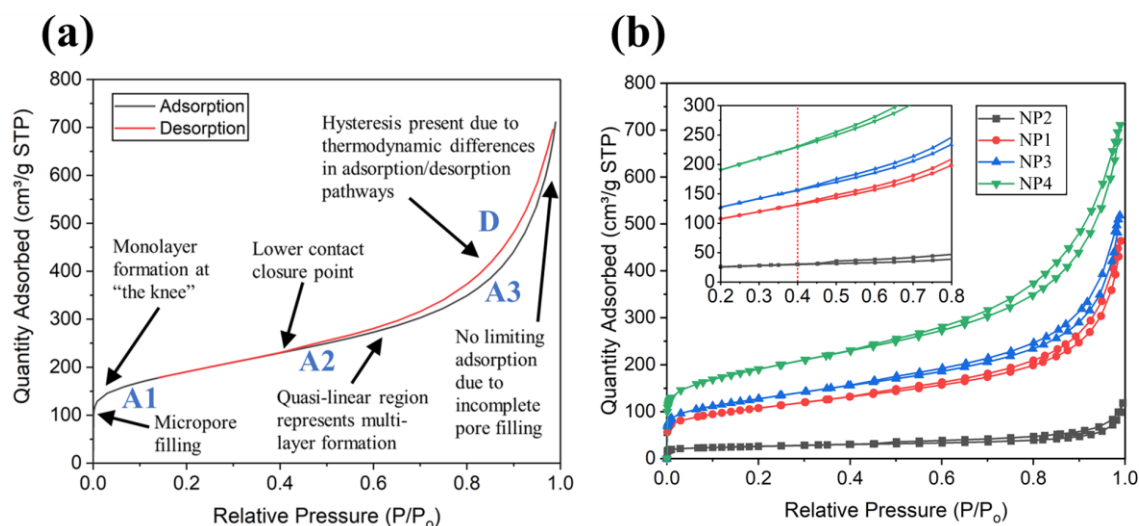 (a)
Quantity Adsorbed (cm³/g STP)
800
700
600
500
400
300
200
100
0
Adsorption
Desorption
Hysteresis present due to
thermodynamic differences
in adsorption/desorption
pathways
D
Monolayer
formation at
“the knee”
Lower contact
closure point
A3
A2
A1
Micropore
filling
Quasi-linear region
represents multi-
layer formation
No limiting
adsorption
due to
incomplete
pore filling
0.0 0.2 0.4 0.6 0.8 1.0
Relative Pressure (P/Po)
(b)
Quantity Adsorbed (cm³/g STP)
800
700
600
500
400
300
200
100
0
300
250
200
150
100
50
0
0.2 0.3 0.4 0.5 0.6 0.7 0.8
NP2
NP1
NP3
NP4
0.0 0.2 0.4 0.6 0.8 1.0
Relative Pressure (P/Po)